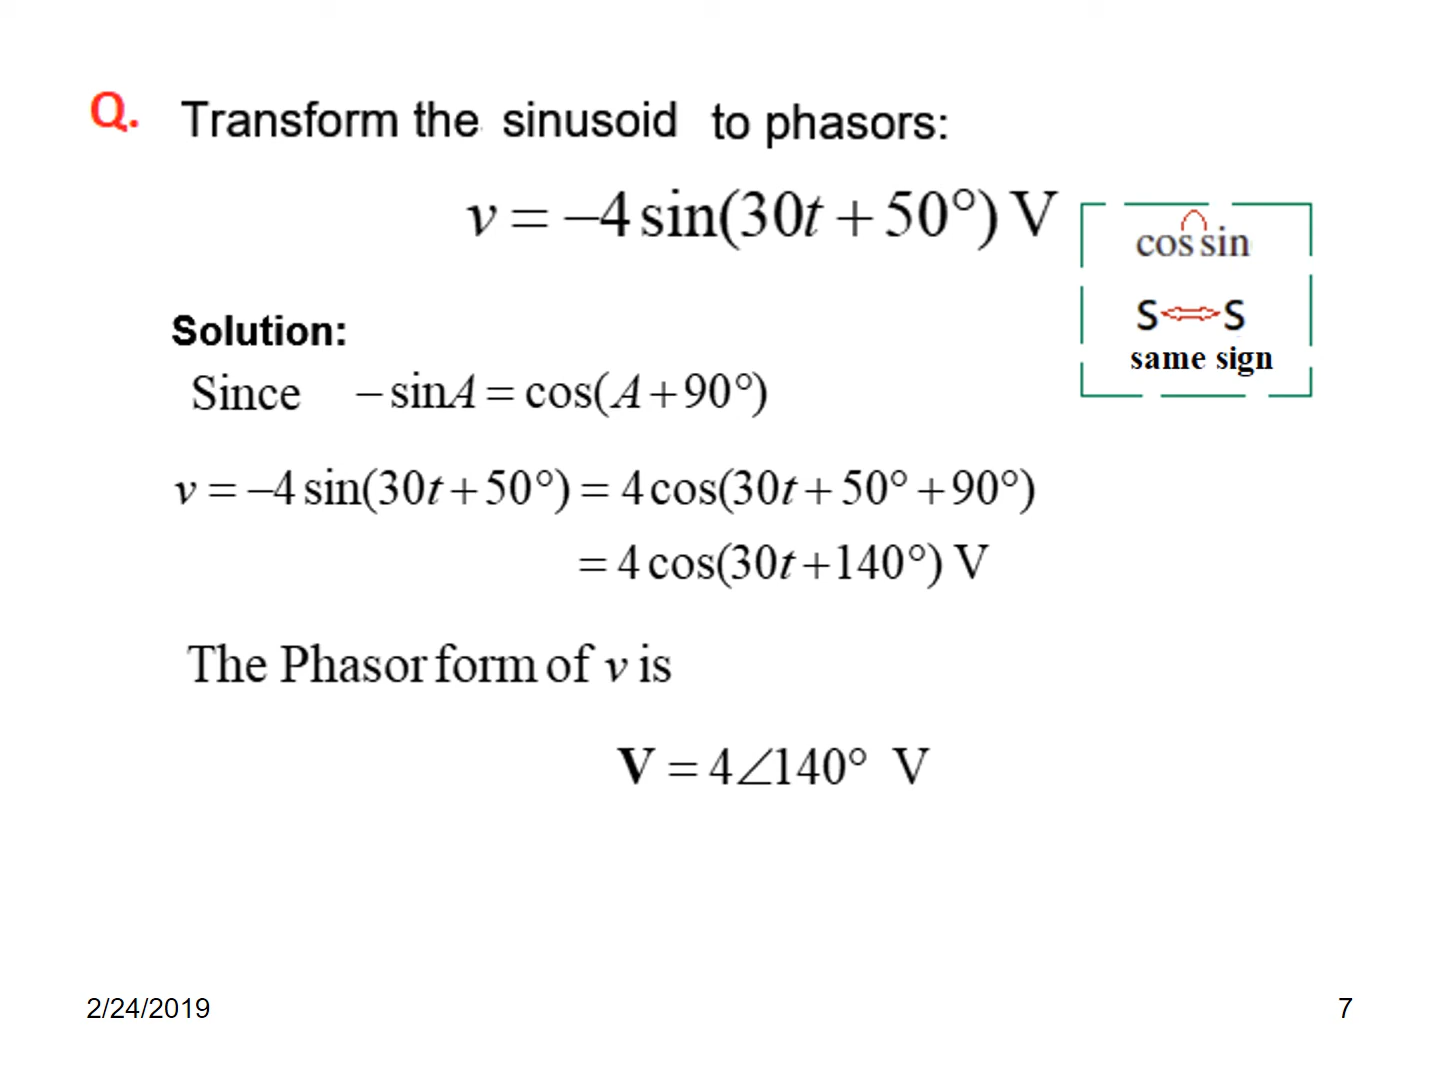 Q. Transform the sinusoid to phasors:
v = –4 sin(30t + 50°) V
cos sin
S⇔S
same sign
Solution:
Since –sinA = cos(A+90°)
v = –4 sin(30t+50°) = 4cos(30t+50°+90°)
= 4 cos(30t+140°) V
The Phasor form of v is
V = 4∠140° V
2/24/2019
7